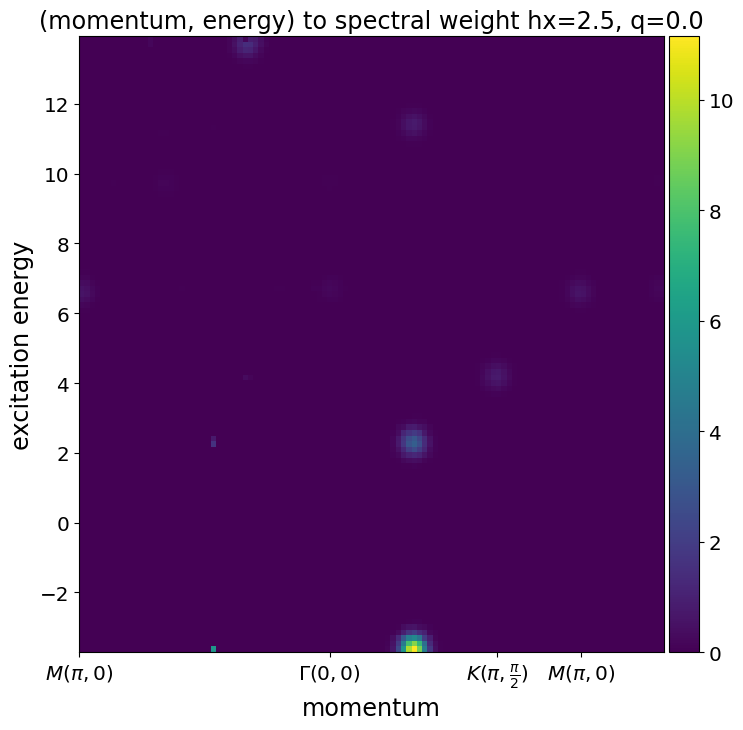 (momentum, energy) to spectral weight hx=2.5, q=0.0
12
10
8
6
4
2
0
−2
excitation energy
M(π, 0)
Γ(0, 0)
K(π, π/2)
M(π, 0)
momentum
10
8
6
4
2
0